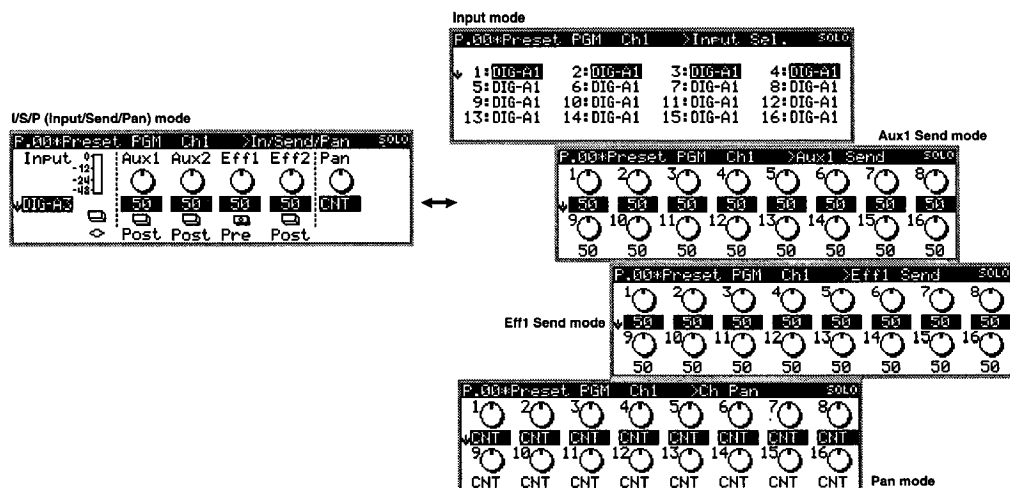 Input mode
P.00*Preset PGM Ch1 >Input Sel. SOLO
1:DIG-A1 2:DIG-A1 3:DIG-A1 4:DIG-A1
5:DIG-A1 6:DIG-A1 7:DIG-A1 8:DIG-A1
9:DIG-A1 10:DIG-A1 11:DIG-A1 12:DIG-A1
13:DIG-A1 14:DIG-A1 15:DIG-A1 16:DIG-A1
I/S/P (Input/Send/Pan) mode
P.00*Preset PGM Ch1 >In/Send/Pan SOLO
Input 0 Aux1 Aux2 Eff1 Eff2 Pan
-12
-24
-48
DIG-A3 50 50 50 50 CNT
Post Post Pre Post
Aux1 Send mode
P.00*Preset PGM Ch1 >Aux1 Send SOLO
1 2 3 4 5 6 7 8
50 50 50 50 50 50 50 50
9 10 11 12 13 14 15 16
50 50 50 50 50 50 50 50
Eff1 Send mode
P.00*Preset PGM Ch1 >Eff1 Send SOLO
1 2 3 4 5 6 7 8
50 50 50 50 50 50 50 50
9 10 11 12 13 14 15 16
50 50 50 50 50 50 50 50
P.00*Preset PGM Ch1 >Ch Pan SOLO
1 2 3 4 5 6 7 8
CNT CNT CNT CNT CNT CNT CNT CNT
9 10 11 12 13 14 15 16
CNT CNT CNT CNT CNT CNT CNT CNT
Pan mode